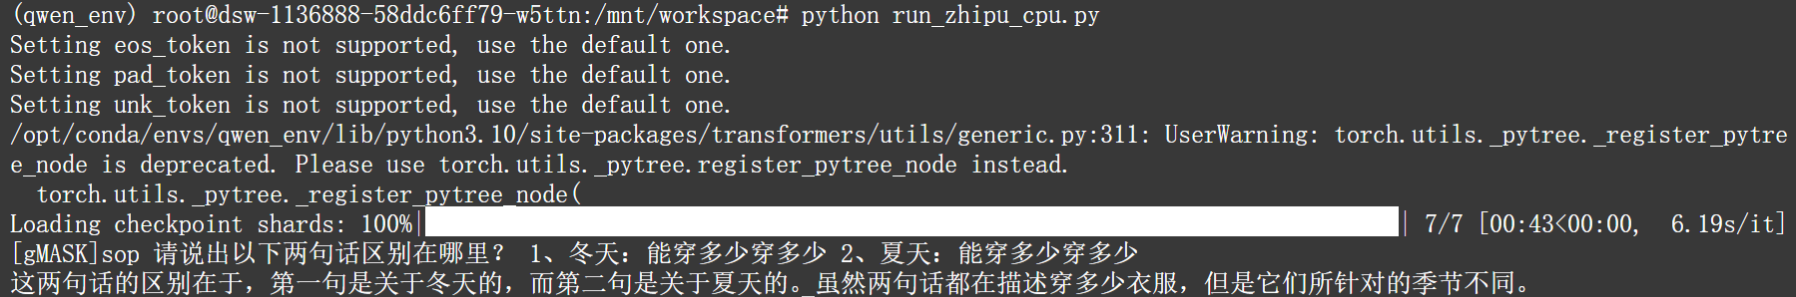 (qwen_env) root@dsw-1136888-58ddc6ff79-w5ttn:/mnt/workspace# python run_zhipu_cpu.py
Setting eos_token is not supported, use the default one.
Setting pad_token is not supported, use the default one.
Setting unk_token is not supported, use the default one.
/opt/conda/envs/qwen_env/lib/python3.10/site-packages/transformers/utils/generic.py:311: UserWarning: torch.utils._pytree._register_pytre
e_node is deprecated. Please use torch.utils._pytree.register_pytree_node instead.
  torch.utils._pytree._register_pytree_node(
Loading checkpoint shards: 100%| | 7/7 [00:43<00:00,  6.19s/it]
[gMASK]sop 请说出以下两句话区别在哪里？ 1、冬天：能穿多少穿多少 2、夏天：能穿多少穿多少
这两句话的区别在于，第一句是关于冬天的，而第二句是关于夏天的。虽然两句话都在描述穿多少衣服，但是它们所针对的季节不同。